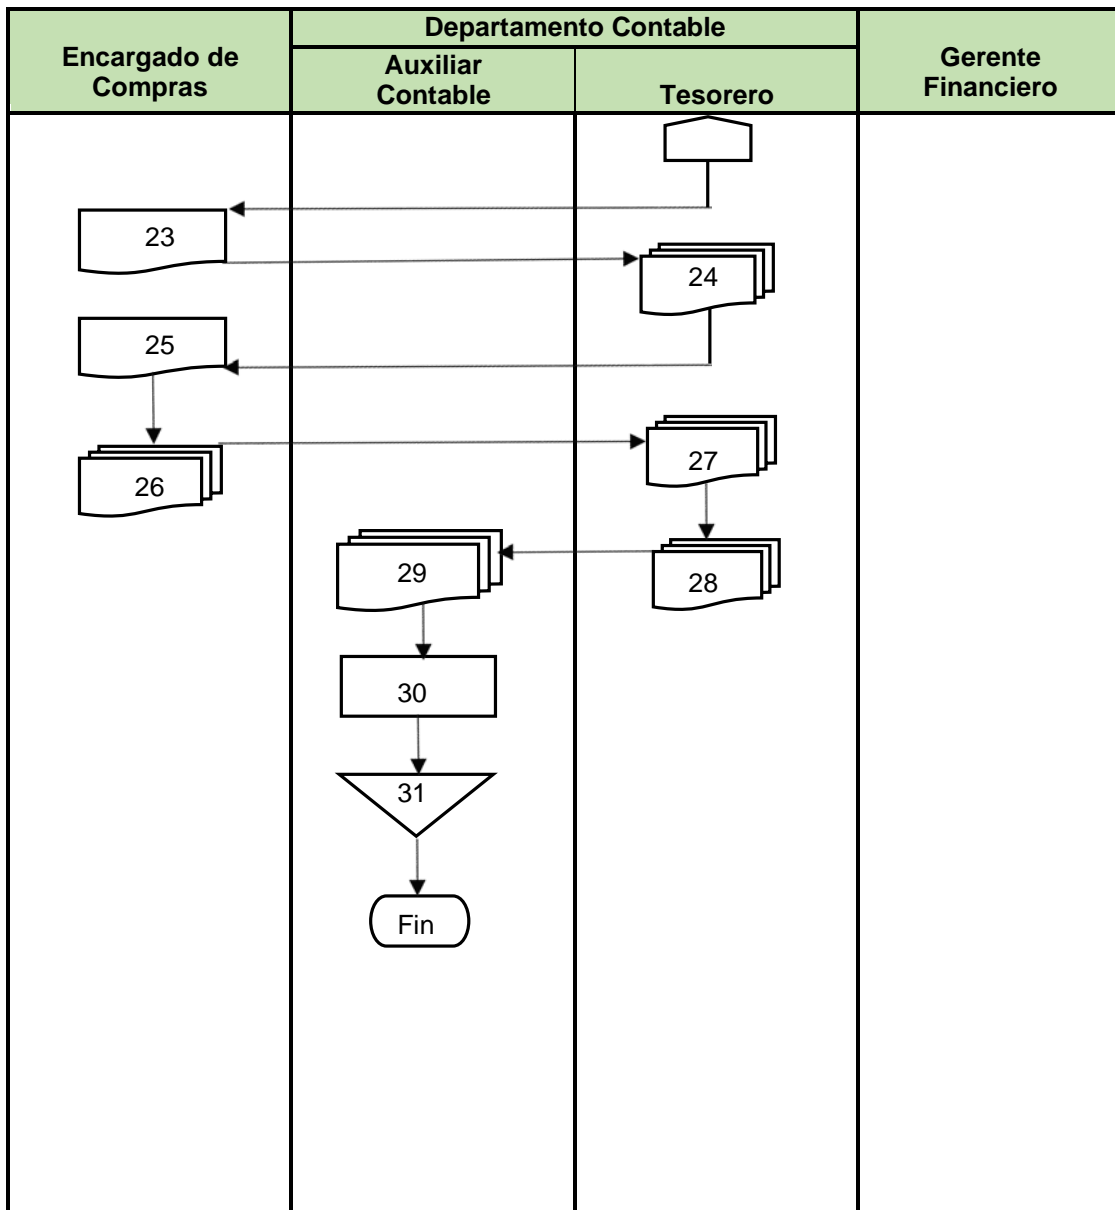 Encargado de
Compras
Departamento Contable
Auxiliar
Contable
Tesorero
Gerente
Financiero
23
24
25
26
27
28
29
30
31
Fin